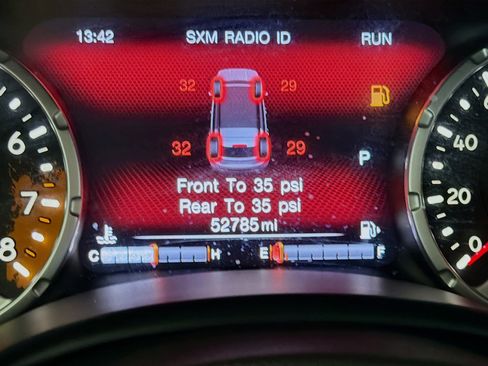 13:42 SXM RADIO ID RUN
32 29
60
40
7 P
32 29
Front To 35 psi
20
8 Rear To 35 psi
52785 mi
0
C H E F